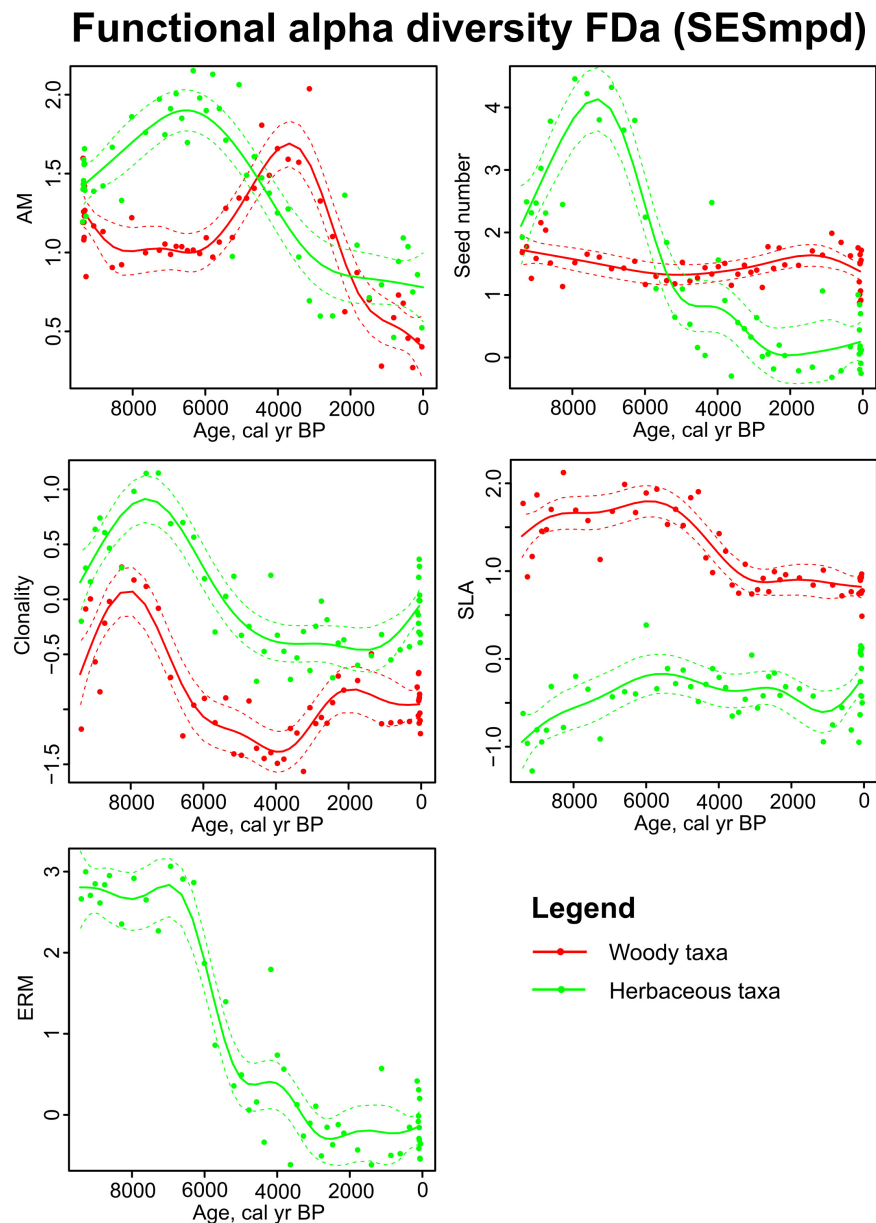 Functional alpha diversity FDa (SESmpd)
AM
2.0
1.5
1.0
0.5
8000 6000 4000 2000 0
Age, cal yr BP
Seed number
4
3
2
1
0
8000 6000 4000 2000 0
Age, cal yr BP
Clonality
1.0
0.5
0.0
−0.5
−1.5
8000 6000 4000 2000 0
Age, cal yr BP
SLA
2.0
1.0
0.0
−1.0
8000 6000 4000 2000 0
Age, cal yr BP
ERM
3
2
1
0
8000 6000 4000 2000 0
Age, cal yr BP
Legend
Woody taxa
Herbaceous taxa